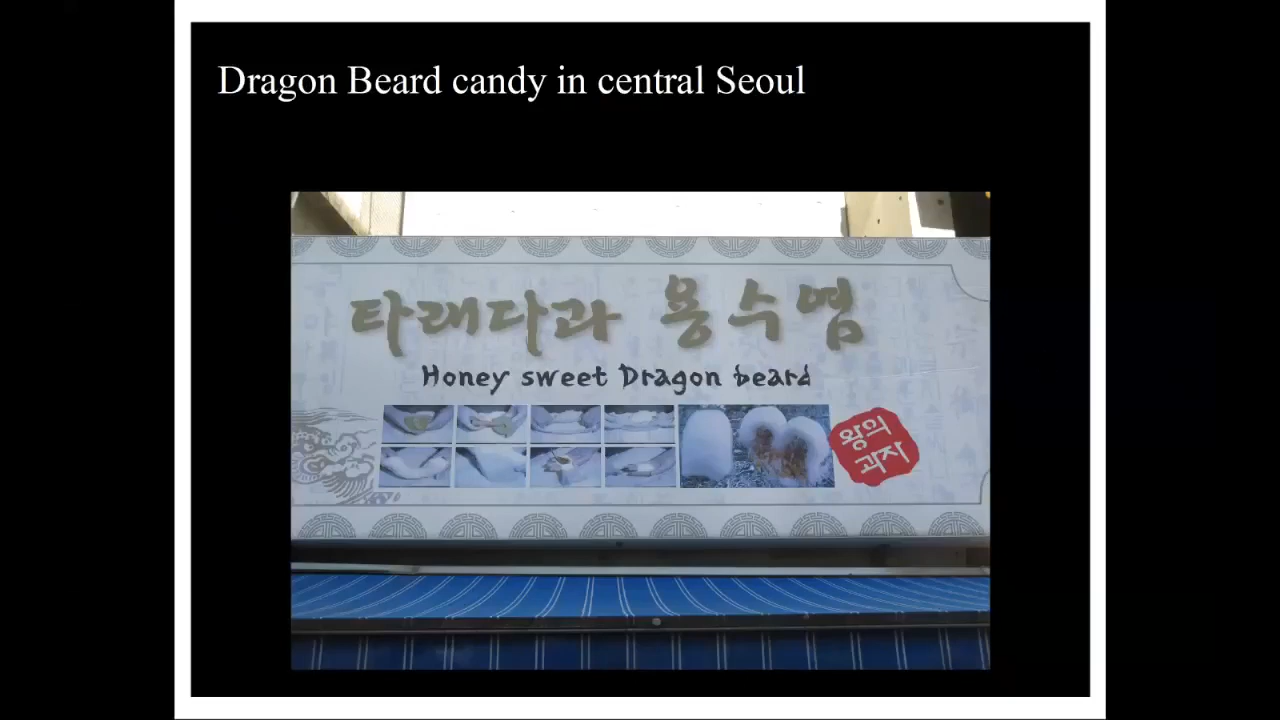 Dragon Beard candy in central Seoul
타래다과 용수염
Honey sweet Dragon beard
왕의
과자